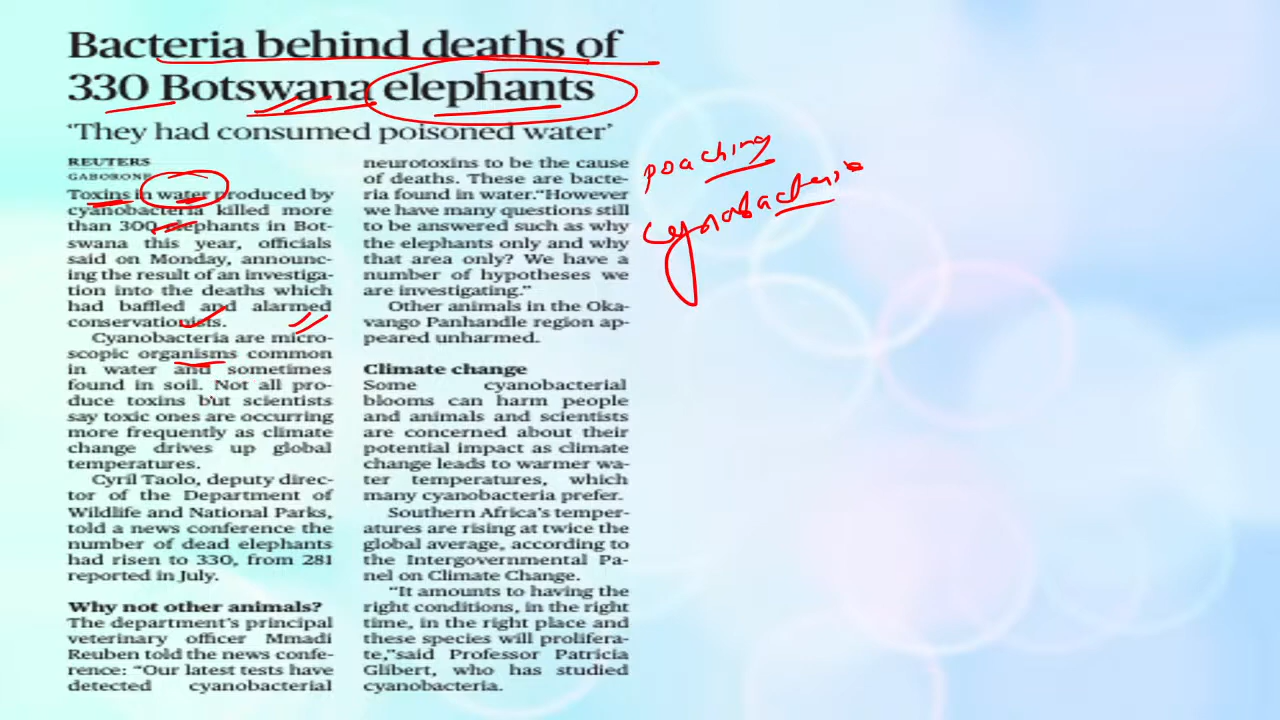 Bacteria behind deaths of
330 Botswana elephants
'They had consumed poisoned water'
REUTERS
GABORONE
Toxins in water produced by
cyanobacteria killed more
than 300 elephants in Bot-
swana this year, officials
said on Monday, announc-
ing the result of an investiga-
tion into the deaths which
had baffled and alarmed
conservationists.
Cyanobacteria are micro-
scopic organisms common
in water and sometimes
found in soil. Not all pro-
duce toxins but scientists
say toxic ones are occurring
more frequently as climate
change drives up global
temperatures.
Cyril Taolo, deputy direc-
tor of the Department of
Wildlife and National Parks,
told a news conference the
number of dead elephants
had risen to 330, from 281
reported in July.
Why not other animals?
The department's principal
veterinary officer Mmadi
Reuben told the news confe-
rence: "Our latest tests have
detected cyanobacterial
neurotoxins to be the cause
of deaths. These are bacte-
ria found in water."However
we have many questions still
to be answered such as why
the elephants only and why
that area only? We have a
number of hypotheses we
are investigating."
Other animals in the Oka-
vango Panhandle region ap-
peared unharmed.
Climate change
Some cyanobacterial
blooms can harm people
and animals and scientists
are concerned about their
potential impact as climate
change leads to warmer wa-
ter temperatures, which
many cyanobacteria prefer.
Southern Africa's temper-
atures are rising at twice the
global average, according to
the Intergovernmental Pa-
nel on Climate Change.
"It amounts to having the
right conditions, in the right
time, in the right place and
these species will prolifera-
te,"said Professor Patricia
Glibert, who has studied
cyanobacteria.
poaching